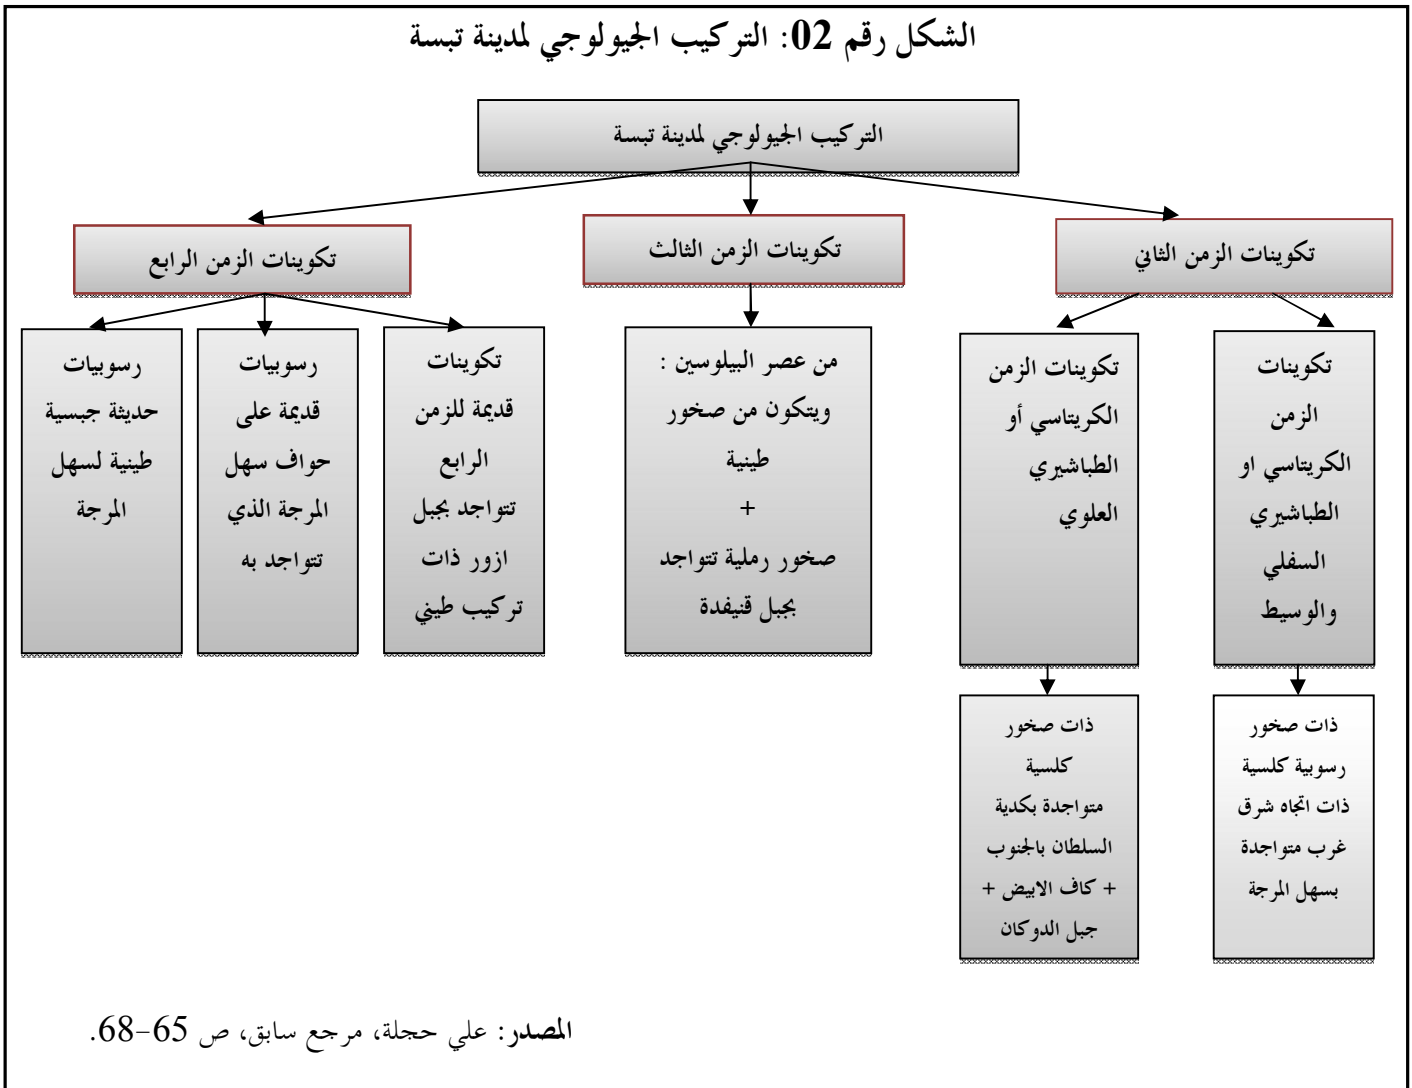 الشكل رقم 02: التركيب الجيولوجي لمدينة تبسة
التركيب الجيولوجي لمدينة تبسة
تكوينات الزمن الثاني
تكوينات الزمن الثالث
تكوينات الزمن الرابع
تكوينات
الزمن
الكريتاسي او
الطباشيري
السفلي
والوسيط
تكوينات الزمن
الكريتاسي أو
الطباشيري
العلوي
من عصر البيلوسين :
ويتكون من صخور
طينية
+
صخور رملية تتواجد
بجبل قنيفدة
تكوينات
قديمة للزمن
الرابع
تتواجد بجبل
ازور ذات
تركيب طيني
رسوبيات
قديمة على
حواف سهل
المرجة الذي
تتواجد به
رسوبيات
حديثة جبسية
طينية لسهل
المرجة
ذات صخور
رسوبية كلسية
ذات اتجاه شرق
غرب متواجدة
بسهل المرجة
ذات صخور
كلسية
متواجدة بكدية
السلطان بالجنوب
+ كاف الابيض +
جبل الدوكان
المصدر: علي حجلة، مرجع سابق، ص 65-68.